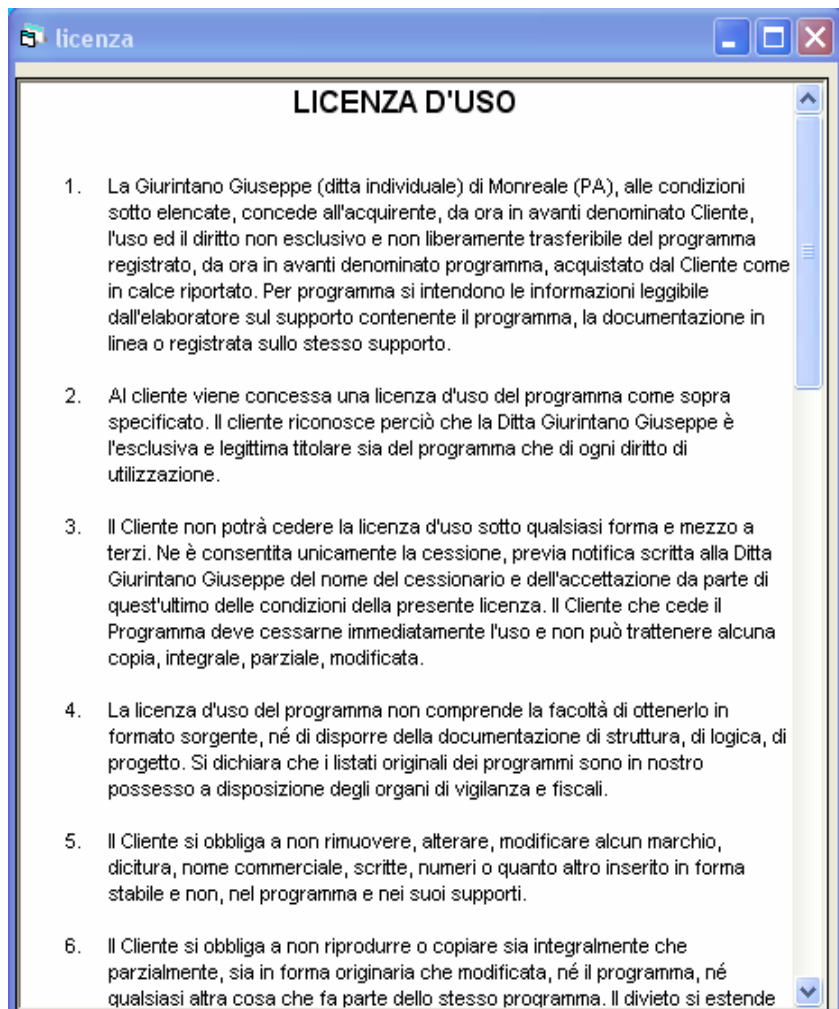 licenza
LICENZA D'USO
1. La Giurintano Giuseppe (ditta individuale) di Monreale (PA), alle condizioni
sotto elencate, concede all'acquirente, da ora in avanti denominato Cliente,
l'uso ed il diritto non esclusivo e non liberamente trasferibile del programma
registrato, da ora in avanti denominato programma, acquistato dal Cliente come
in calce riportato. Per programma si intendono le informazioni leggibile
dall'elaboratore sul supporto contenente il programma, la documentazione in
linea o registrata sullo stesso supporto.
2. Al cliente viene concessa una licenza d'uso del programma come sopra
specificato. Il cliente riconosce perciò che la Ditta Giurintano Giuseppe è
l'esclusiva e legittima titolare sia del programma che di ogni diritto di
utilizzazione.
3. Il Cliente non potrà cedere la licenza d'uso sotto qualsiasi forma e mezzo a
terzi. Ne è consentita unicamente la cessione, previa notifica scritta alla Ditta
Giurintano Giuseppe del nome del cessionario e dell'accettazione da parte di
quest'ultimo delle condizioni della presente licenza. Il Cliente che cede il
Programma deve cessarne immediatamente l'uso e non può trattenere alcuna
copia, integrale, parziale, modificata.
4. La licenza d'uso del programma non comprende la facoltà di ottenerlo in
formato sorgente, né di disporre della documentazione di struttura, di logica, di
progetto. Si dichiara che i listati originali dei programmi sono in nostro
possesso a disposizione degli organi di vigilanza e fiscali.
5. Il Cliente si obbliga a non rimuovere, alterare, modificare alcun marchio,
dicitura, nome commerciale, scritte, numeri o quanto altro inserito in forma
stabile e non, nel programma e nei suoi supporti.
6. Il Cliente si obbliga a non riprodurre o copiare sia integralmente che
parzialmente, sia in forma originaria che modificata, né il programma, né
qualsiasi altra cosa che fa parte dello stesso programma. Il divieto si estende